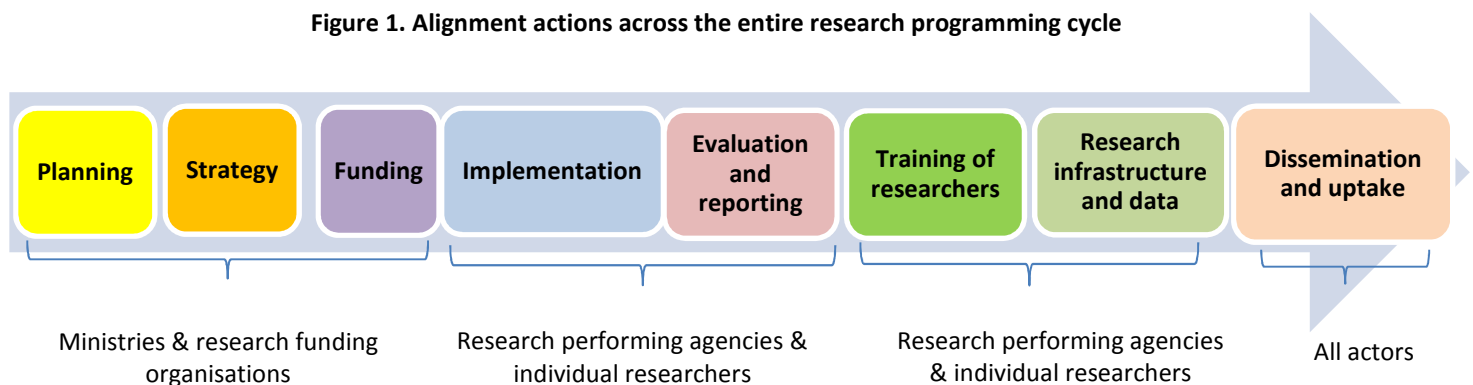 Figure 1. Alignment actions across the entire research programming cycle
Planning
Strategy
Funding
Implementation
Evaluation
and
reporting
Training of
researchers
Research
infrastructure
and data
Dissemination
and uptake
Ministries & research funding
organisations
Research performing agencies &
individual researchers
Research performing agencies
& individual researchers
All actors